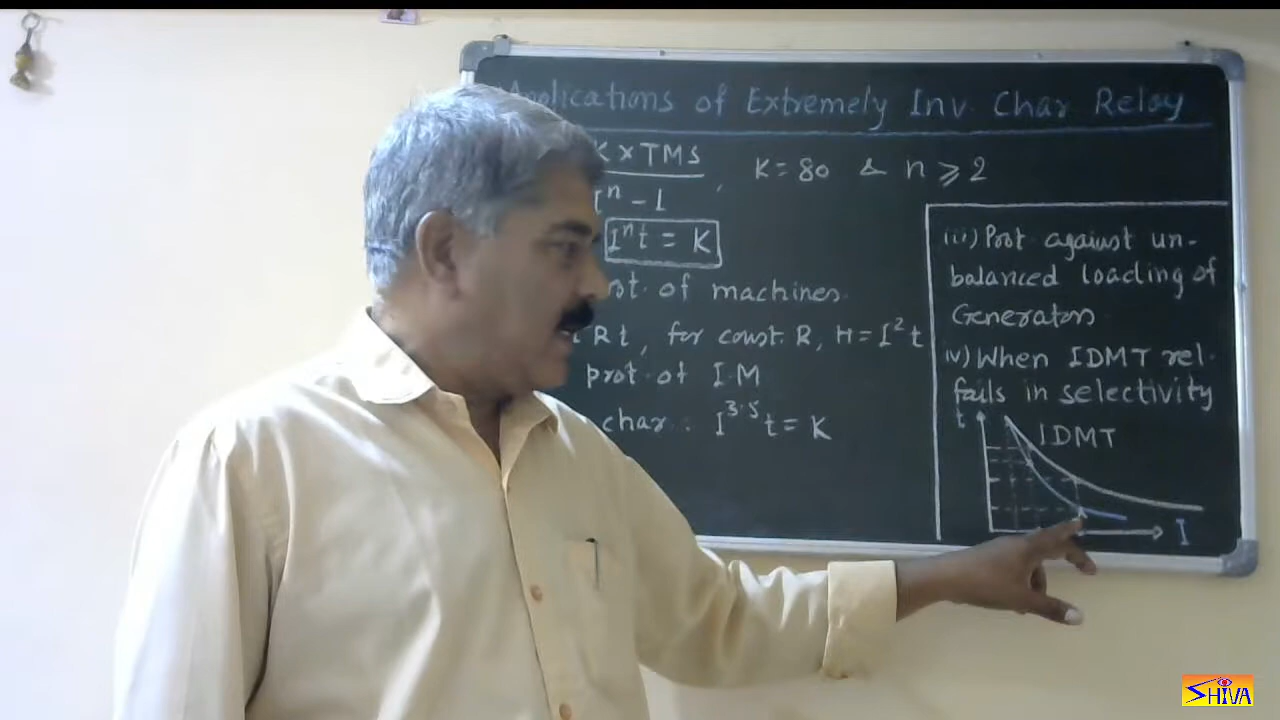 Applications of Extremely Inv. Char Relay
K × TMS
Iⁿ - 1
, K = 80 & n ⩾ 2
Iⁿt = K
of machines.
Rt, for const. R, H = I²t
prot. of I.M
char : I³·⁵t = K
(iii) Prot against un-
balanced loading of
Generators
iv) When IDMT rel.
fails in selectivity
t
IDMT
I
SHIVA